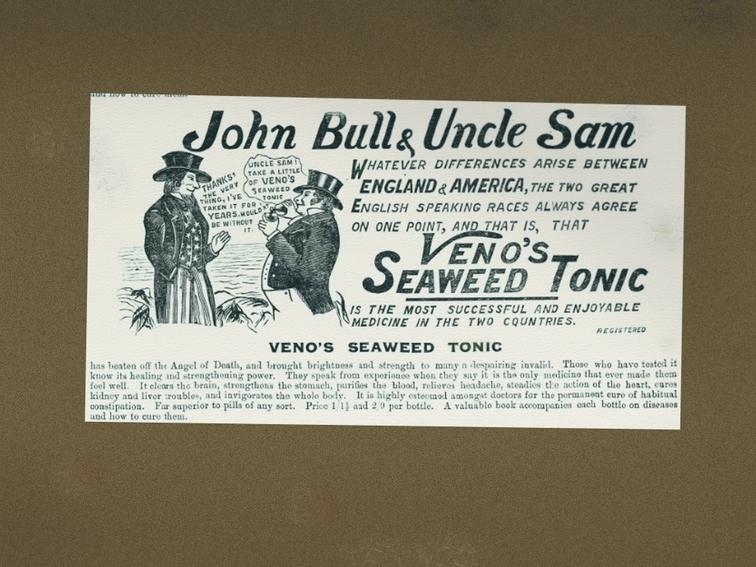 and how to cure them.
John Bull & Uncle Sam
THANKS!
THE VERY
THING, I'VE
TAKEN IT FOR
YEARS. WOULD
BE WITHOUT
IT.
UNCLE SAM!
TAKE A LITTLE
OF VENO'S
SEAWEED
TONIC
WHATEVER DIFFERENCES ARISE BETWEEN
ENGLAND & AMERICA, THE TWO GREAT
ENGLISH SPEAKING RACES ALWAYS AGREE
ON ONE POINT, AND THAT IS, THAT
VENO'S
SEAWEED TONIC
IS THE MOST SUCCESSFUL AND ENJOYABLE
MEDICINE IN THE TWO COUNTRIES.
REGISTERED
VENO'S SEAWEED TONIC
has beaten off the Angel of Death, and brought brightness and strength to many a despairing invalid. Those who have tested it
know its healing and strengthening power. They speak from experience when they say it is the only medicine that ever made them
feel well. It clears the brain, strengthens the stomach, purifies the blood, relieves headache, steadies the action of the heart, cures
kidney and liver troubles, and invigorates the whole body. It is highly esteemed amongst doctors for the permanent cure of habitual
constipation. Far superior to pills of any sort. Price 1/1½ and 2/9 per bottle. A valuable book accompanies each bottle on diseases
and how to cure them.